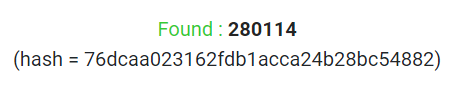 Found : 280114
(hash = 76dcaa023162fdb1acca24b28bc54882)